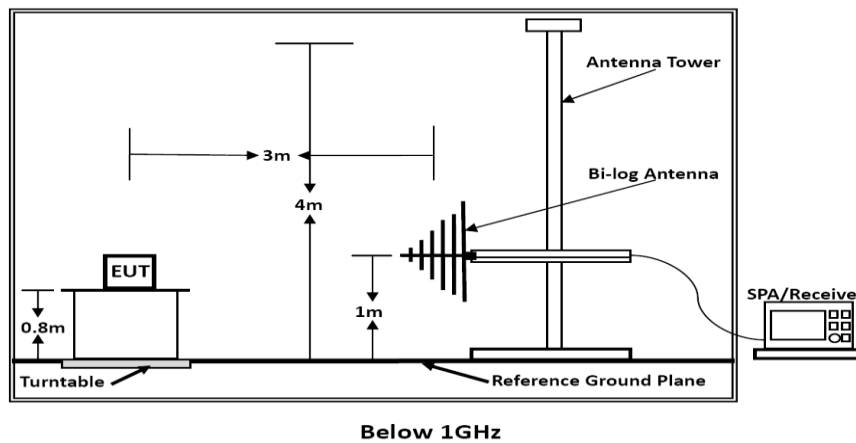 Antenna Tower
3m
Bi-log Antenna
4m
EUT
SPA/Receive
1m
0.8m
Turntable
Reference Ground Plane
Below 1GHz